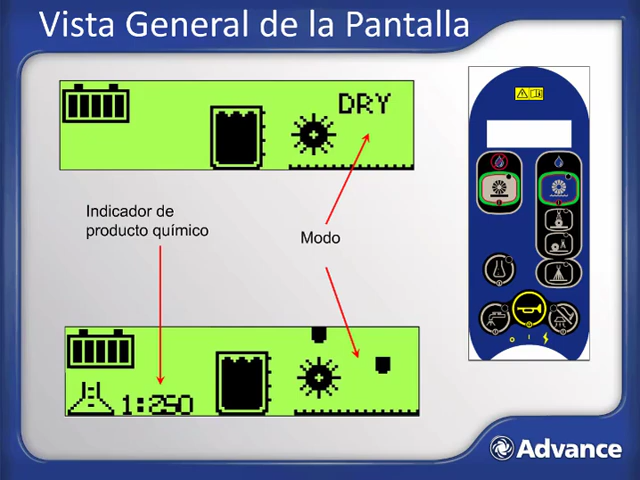 Vista General de la Pantalla
DRY
Indicador de
producto químico
Modo
1:250
Advance